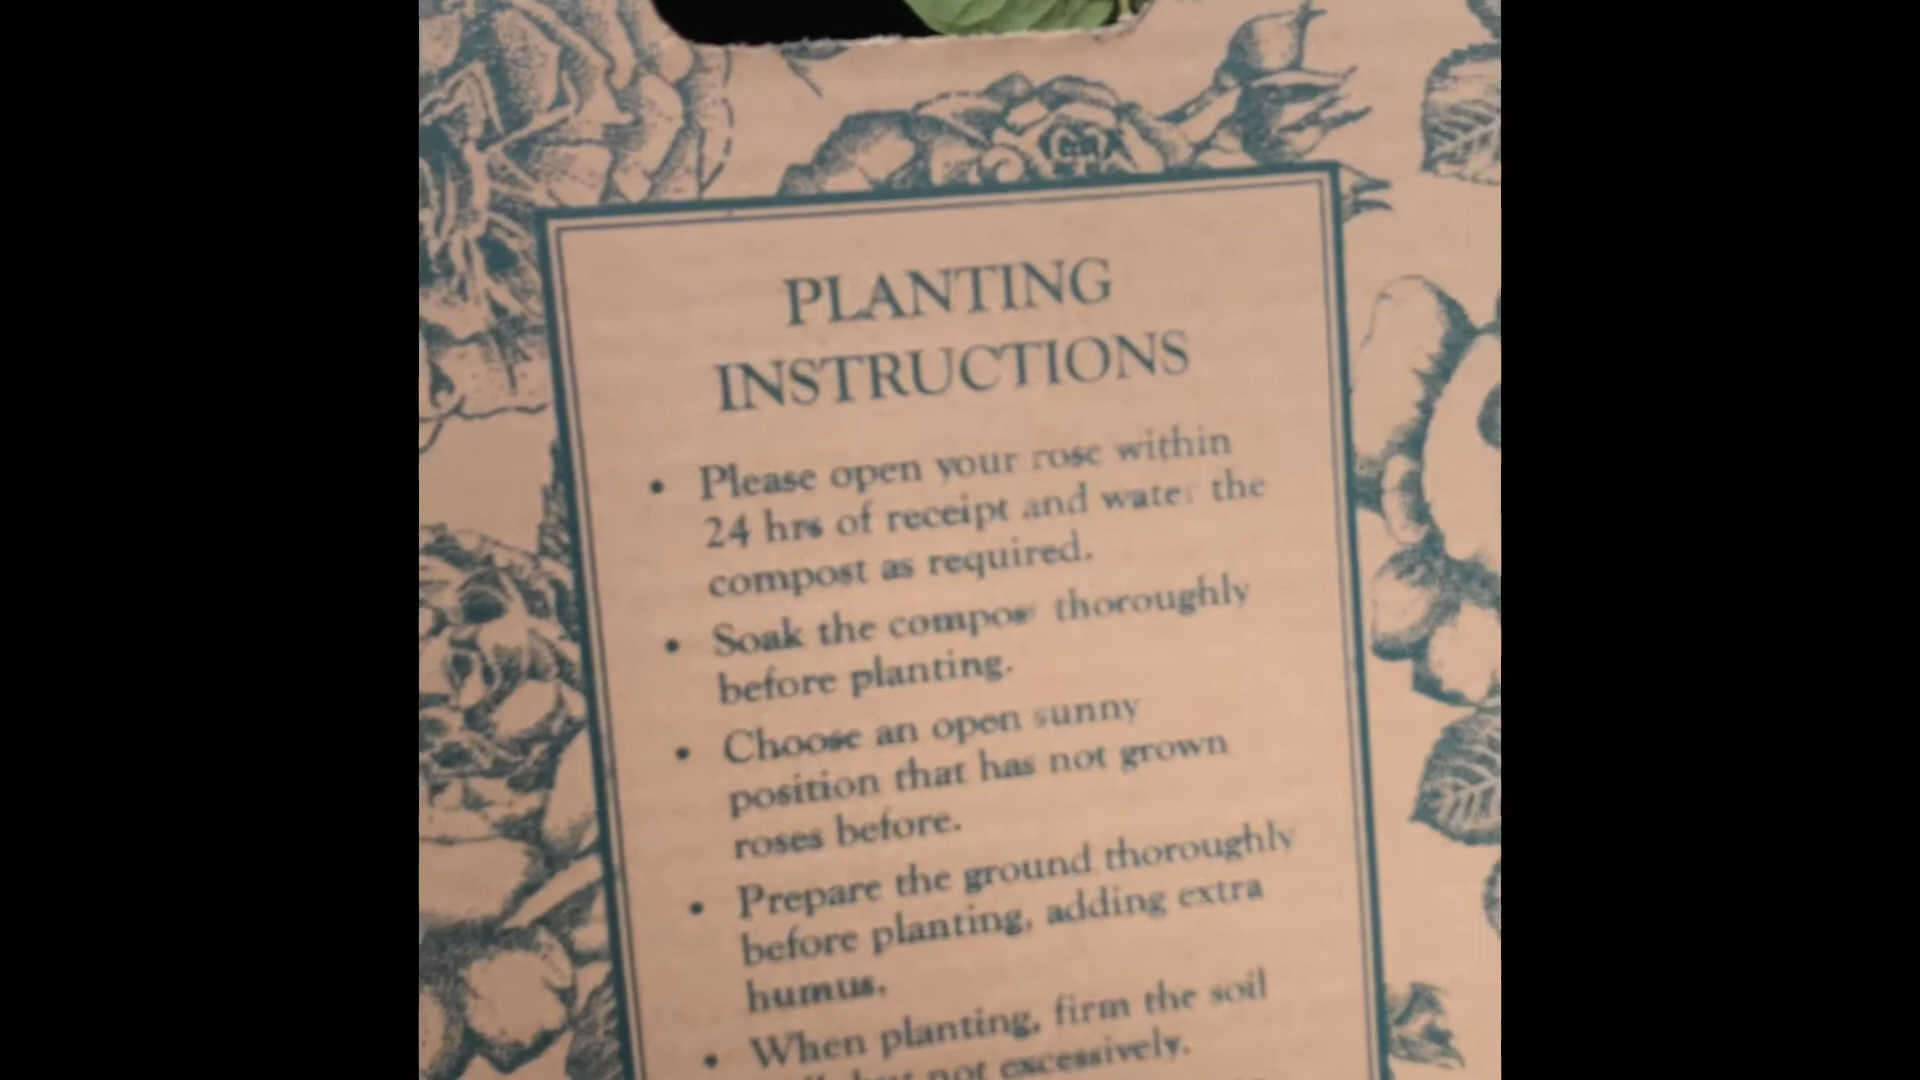 PLANTING
INSTRUCTIONS
• Please open your rose within
24 hrs of receipt and water the
compost as required.
• Soak the compost thoroughly
before planting.
• Choose an open sunny
position that has not grown
roses before.
• Prepare the ground thoroughly
before planting, adding extra
humus.
• When planting, firm the soil
but not excessively.